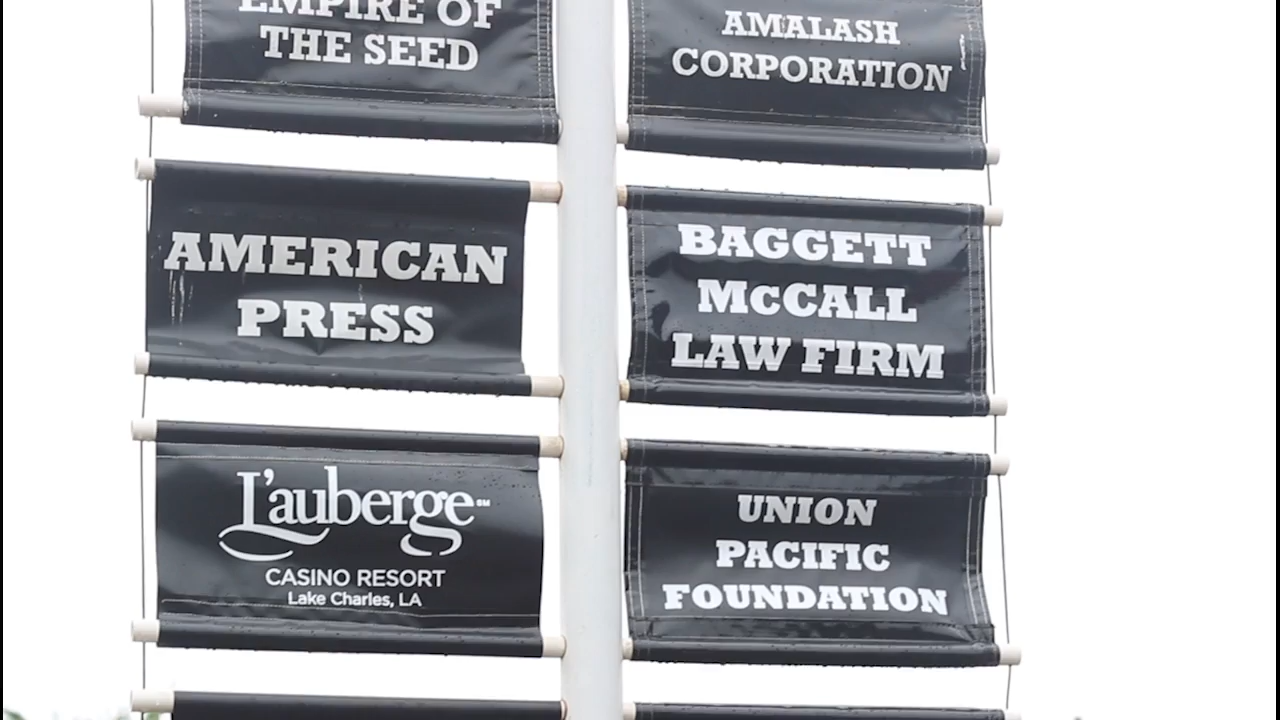 EMPIRE OF
THE SEED
AMALASH
CORPORATION
AMERICAN
PRESS
BAGGETT
McCALL
LAW FIRM
L'auberge℠
CASINO RESORT
Lake Charles, LA
UNION
PACIFIC
FOUNDATION